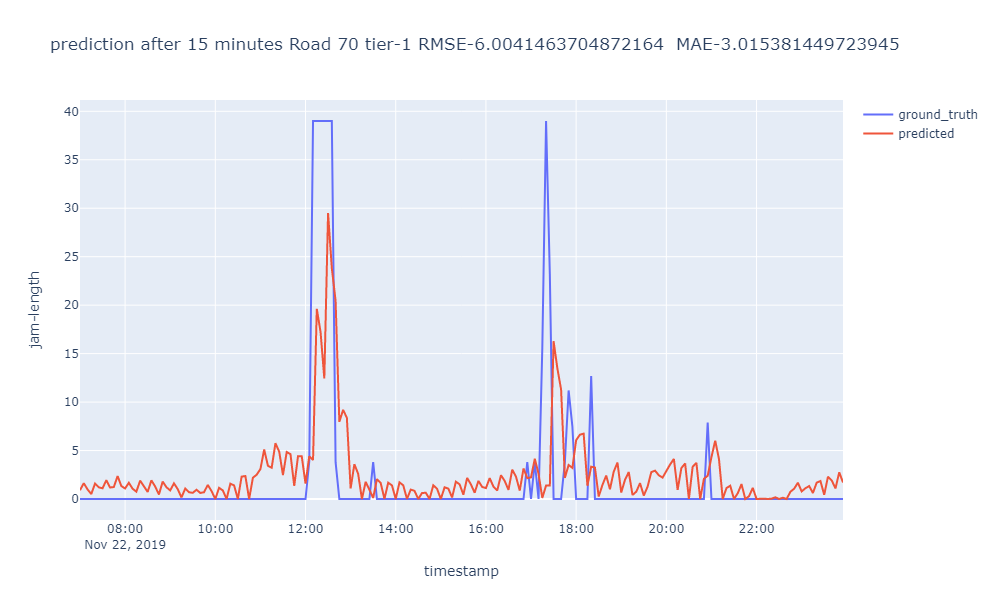 prediction after 15 minutes Road 70 tier-1 RMSE-6.0041463704872164  MAE-3.015381449723945
ground_truth
predicted
40
35
30
25
20
15
10
5
0
jam-length
08:00 10:00 12:00 14:00 16:00 18:00 20:00 22:00
Nov 22, 2019
timestamp